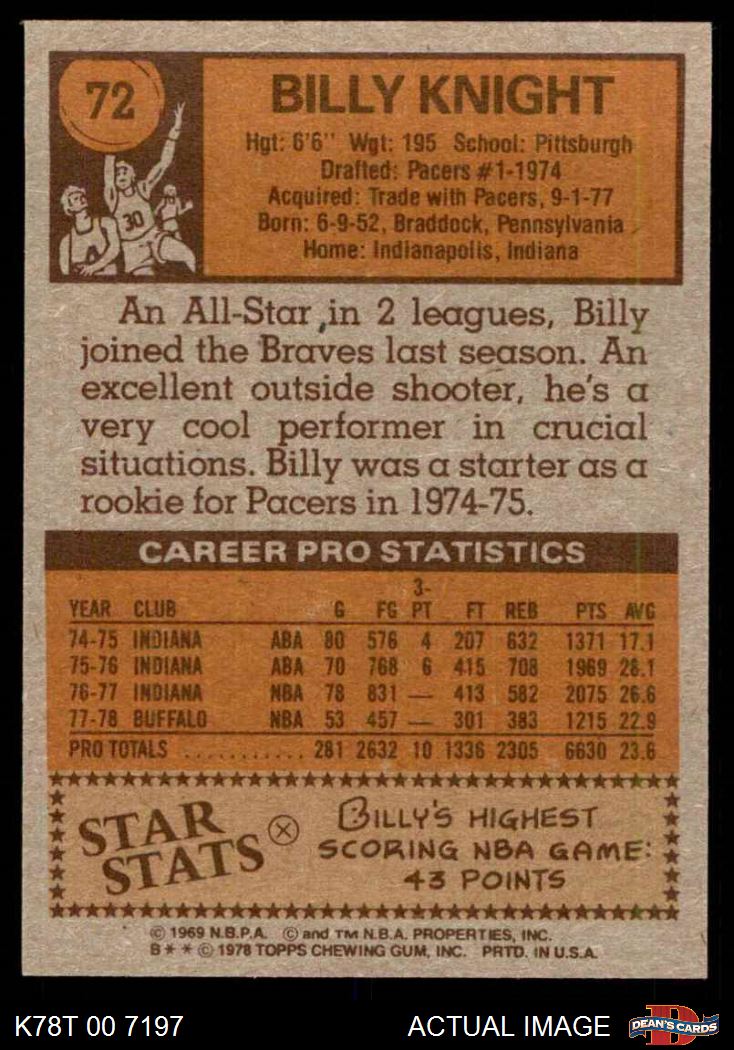 72
BILLY KNIGHT
Hgt: 6'6" Wgt: 195 School: Pittsburgh
Drafted: Pacers #1-1974
Acquired: Trade with Pacers, 9-1-77
Born: 6-9-52, Braddock, Pennsylvania
Home: Indianapolis, Indiana
30
An All-Star in 2 leagues, Billy
joined the Braves last season. An
excellent outside shooter, he's a
very cool performer in crucial
situations. Billy was a starter as a
rookie for Pacers in 1974-75.
CAREER PRO STATISTICS
YEAR CLUB G FG 3-PT FT REB PTS AVG
74-75 INDIANA ABA 80 576 4 207 632 1371 17.1
75-76 INDIANA ABA 70 768 6 415 708 1969 28.1
76-77 INDIANA NBA 78 831 — 413 582 2075 26.6
77-78 BUFFALO NBA 53 457 — 301 383 1215 22.9
PRO TOTALS ........... 281 2632 10 1336 2305 6630 23.6
STAR
STATS
BILLY'S HIGHEST
SCORING NBA GAME:
43 POINTS
© 1969 N.B.P.A. © and TM N.B.A. PROPERTIES, INC.
B* * © 1978 TOPPS CHEWING GUM, INC. PRTD. IN U.S.A.
K78T 00 7197 ACTUAL IMAGE
DEAN'S CARDS